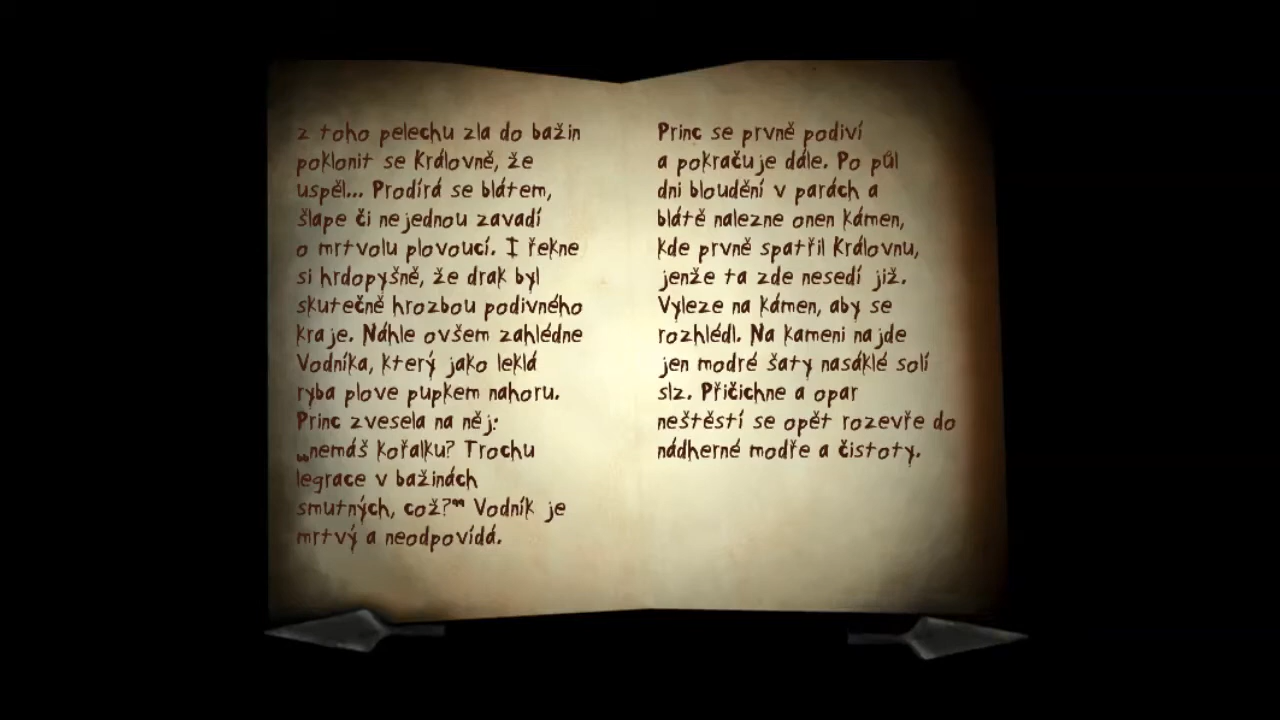 z toho pelechu zla do bažin
poklonit se Královně, že
uspěl... Prodírá se blátem,
šlape či nejednou zavadí
o mrtvolu plovoucí. I řekne
si hrdopyšně, že drak byl
skutečně hrozbou podivného
kraje. Náhle ovšem zahlédne
Vodníka, který jako leklá
ryba plove pupkem nahoru.
Princ zvesela na něj:
„nemáš kořalku? Trochu
legrace v bažinách
smutných, což?“ Vodník je
mrtvý a neodpovídá.
Princ se prvně podiví
a pokračuje dále. Po půl
dni bloudění v parách a
blátě nalezne onen kámen,
kde prvně spatřil Královnu,
jenže ta zde nesedí již.
Vyleze na kámen, aby se
rozhlédl. Na kameni najde
jen modré šaty nasáklé solí
slz. Přičichne a opar
neštěstí se opět rozevře do
nádherné modře a čistoty.